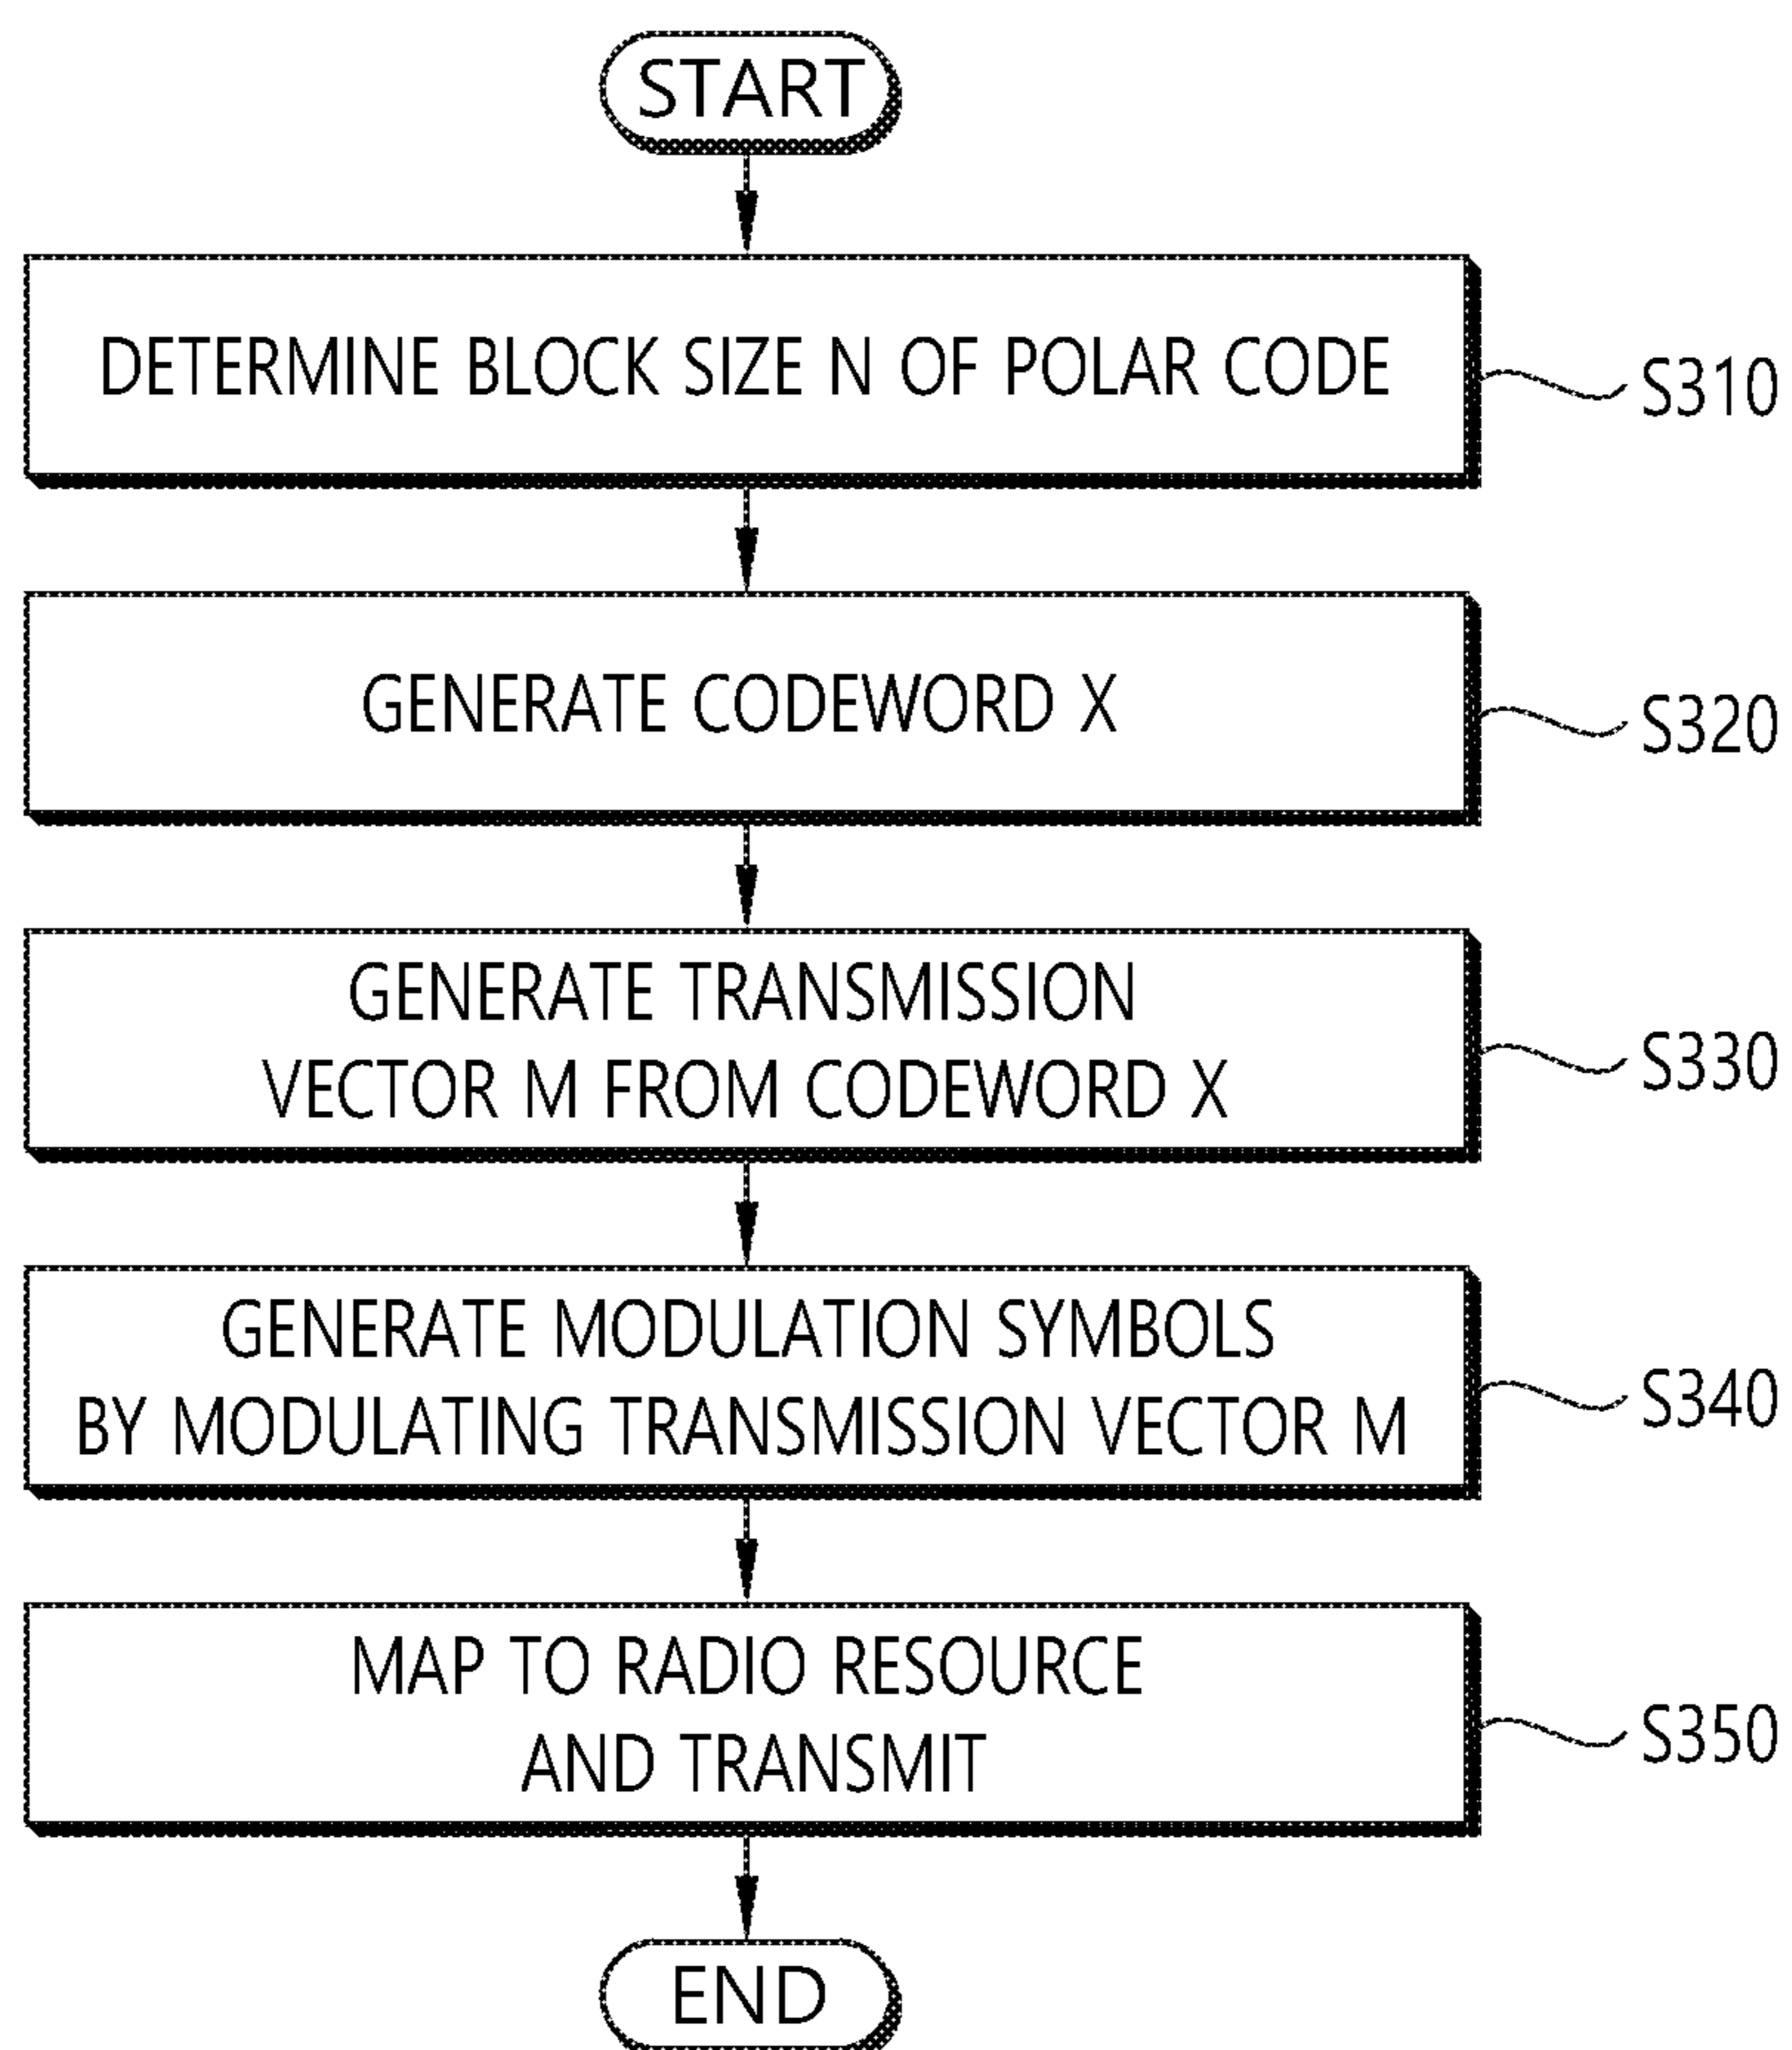 START
DETERMINE BLOCK SIZE N OF POLAR CODE
S310
GENERATE CODEWORD X
S320
GENERATE TRANSMISSION
VECTOR M FROM CODEWORD X
S330
GENERATE MODULATION SYMBOLS
BY MODULATING TRANSMISSION VECTOR M
S340
MAP TO RADIO RESOURCE
AND TRANSMIT
S350
END